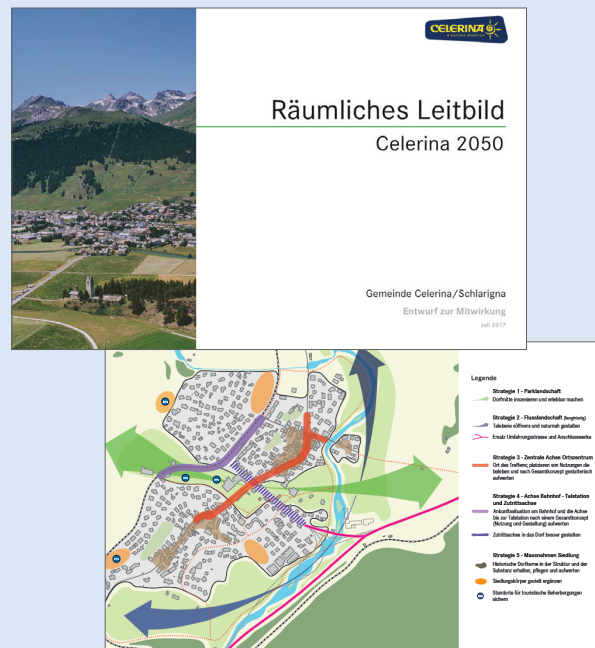 CELERINA
Räumliches Leitbild
Celerina 2050
Gemeinde Celerina/Schlarigna
Entwurf zur Mitwirkung
Juli 2017
Legende
Strategie 1 - Parklandschaft
Dorfmitte inszenieren und erlebbar machen
Strategie 2 - Flusslandschaft (langfristig)
Talebene öffnen und naturnah gestalten
Ersatz Umfahrungsstrasse und Anschlusswerke
Strategie 3 - Zentrale Achse Ortszentrum
Ort des Treffens; platzieren von Nutzungen die
beleben und nach Gesamtkonzept gestalterisch
aufwerten
Strategie 4 - Achse Bahnhof - Talstation
und Zutrittsachse
Ankunftssituation am Bahnhof und die Achse
bis zur Talstation nach einem Gesamtkonzept
(Nutzung und Gestaltung) aufwerten
Zutrittsachse in das Dorf besser gestalten
Strategie 5 - Massnahmen Siedlung
Historische Dorfkerne in der Struktur und der
Substanz erhalten, pflegen und aufwerten
Siedlungskörper gezielt ergänzen
Standorte für touristische Beherbergungen
sichern